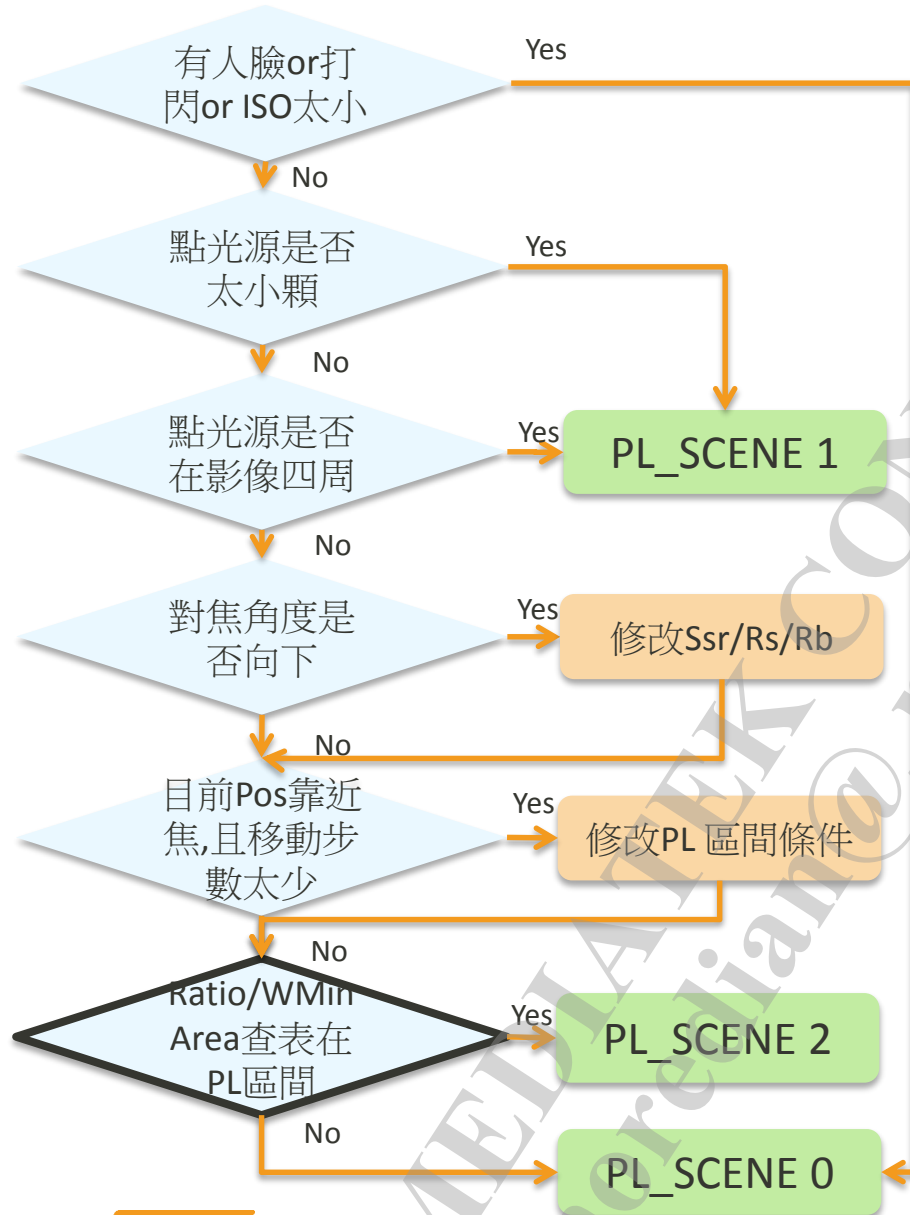 有人臉or打
閃or ISO太小
Yes
No
點光源是否
太小顆
Yes
No
點光源是否
在影像四周
Yes
PL_SCENE 1
No
對焦角度是
否向下
Yes
修改Ssr/Rs/Rb
No
目前Pos靠近
焦,且移動步
數太少
Yes
修改PL 區間條件
No
Ratio/WMin
Area查表在
PL區間
Yes
PL_SCENE 2
No
PL_SCENE 0
MEDIATEK CON